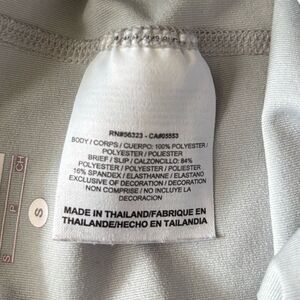 RN#56323 - CA#05553
BODY / CORPS / CUERPO: 100% POLYESTER /
POLYESTER / POLIESTER
BRIEF / SLIP / CALZONCILLO: 84%
POLYESTER / POLYESTER / POLIESTER
16% SPANDEX / ELASTHANNE / ELASTANO
EXCLUSIVE OF DECORATION / DECORATION
NON COMPRISE / NO INCLUYE LA
DECORACION
MADE IN THAILAND/FABRIQUE EN
THAILANDE/HECHO EN TAILANDIA
S P CH
S